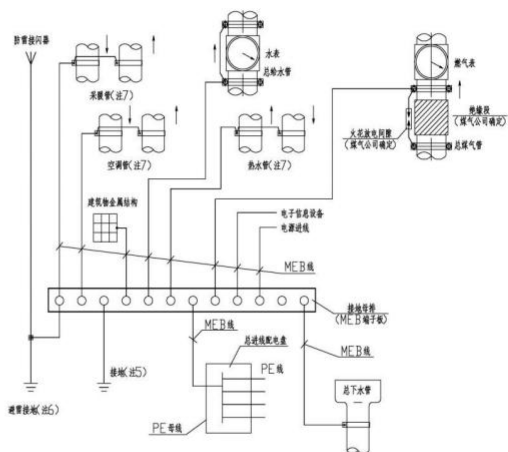 防雷接闪器
采暖管(注7)
水表
总给水管
燃气表
绝缘段
(煤气公司确定)
火花放电间隙
(煤气公司确定)
总煤气管
空调管(注7)
热水管(注7)
建筑物金属结构
电子信息设备
电源进线
MEB线
接地母排
(MEB端子板)
MEB线
总进线配电盘
MEB线
接地(注5)
PE线
总下水管
避雷接地(注6)
PE母线